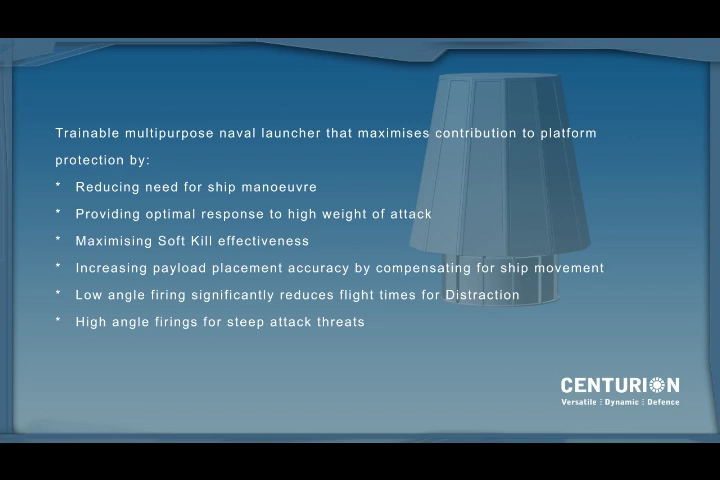 Trainable multipurpose naval launcher that maximises contribution to platform
protection by:
* Reducing need for ship manoeuvre
* Providing optimal response to high weight of attack
* Maximising Soft Kill effectiveness
* Increasing payload placement accuracy by compensating for ship movement
* Low angle firing significantly reduces flight times for Distraction
* High angle firings for steep attack threats
CENTURION
Versatile ⋮ Dynamic ⋮ Defence